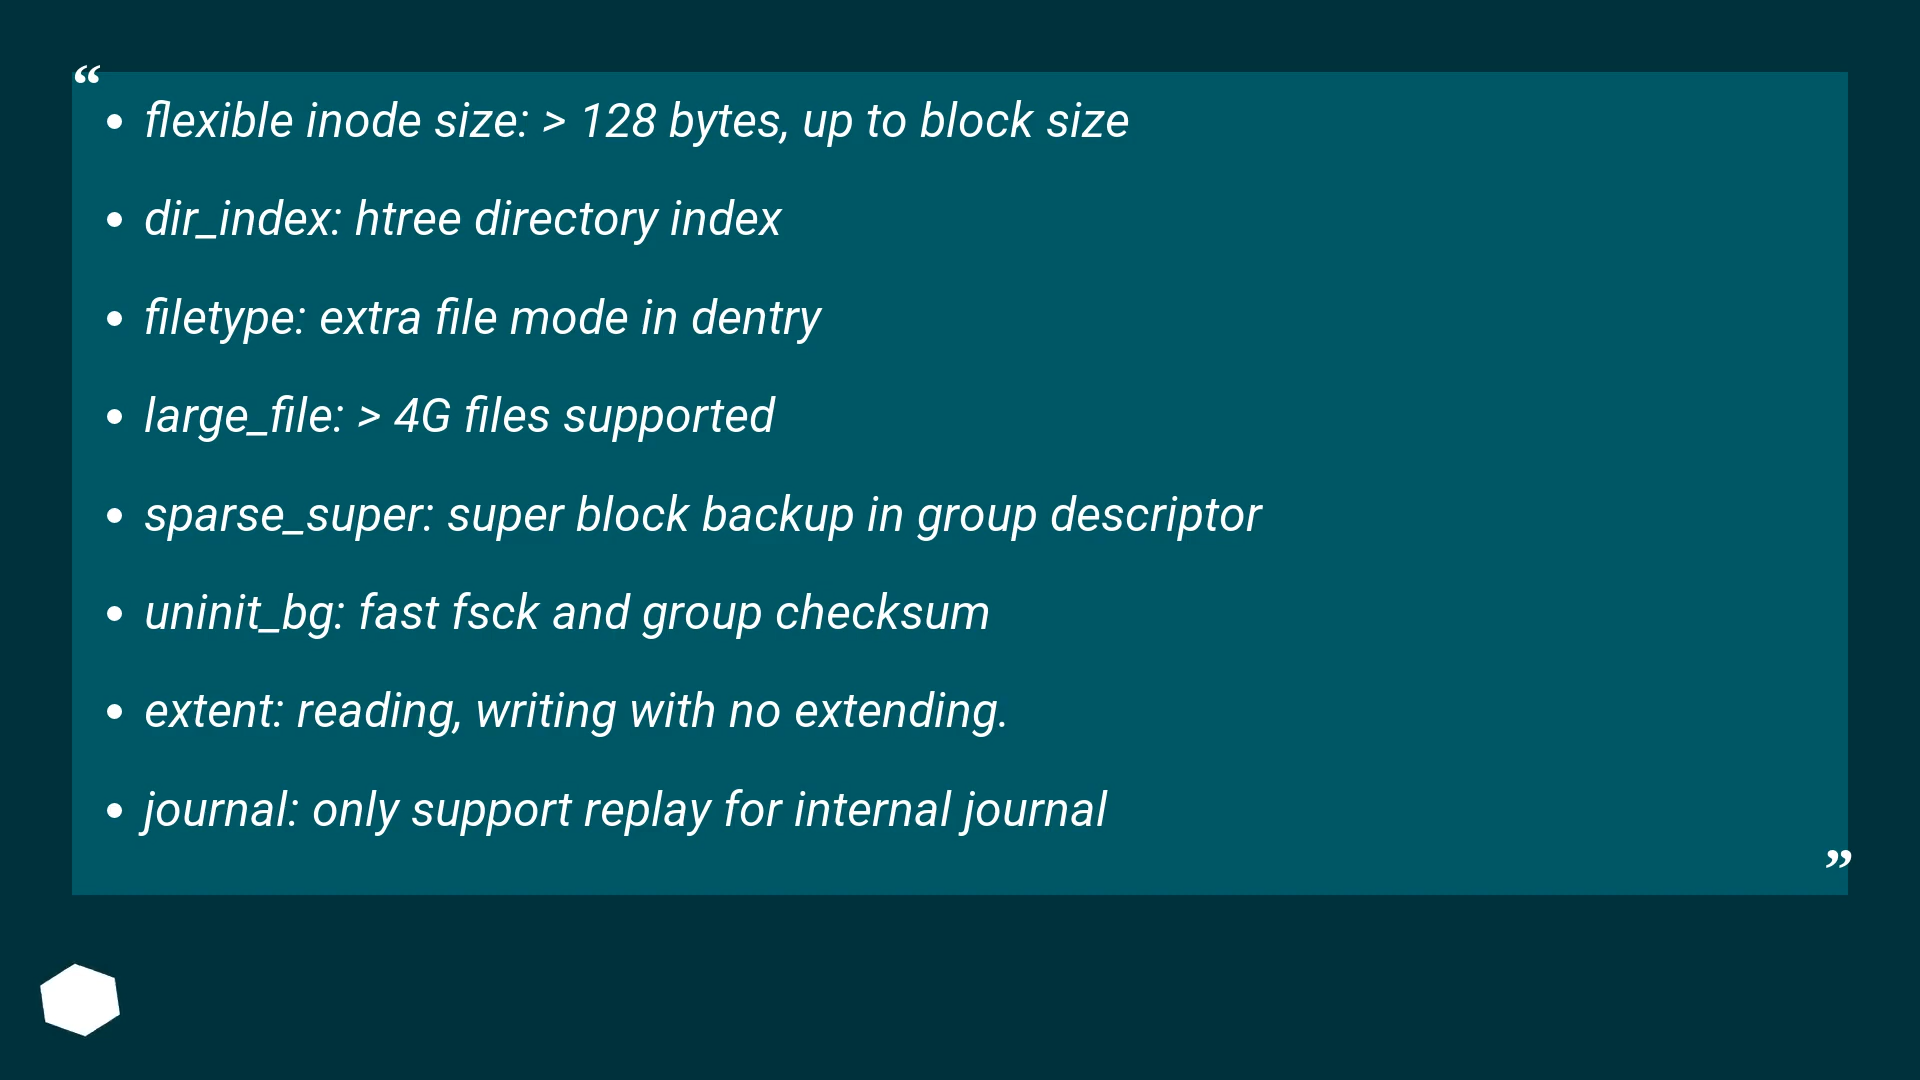 “
• flexible inode size: > 128 bytes, up to block size
• dir_index: htree directory index
• filetype: extra file mode in dentry
• large_file: > 4G files supported
• sparse_super: super block backup in group descriptor
• uninit_bg: fast fsck and group checksum
• extent: reading, writing with no extending.
• journal: only support replay for internal journal
”